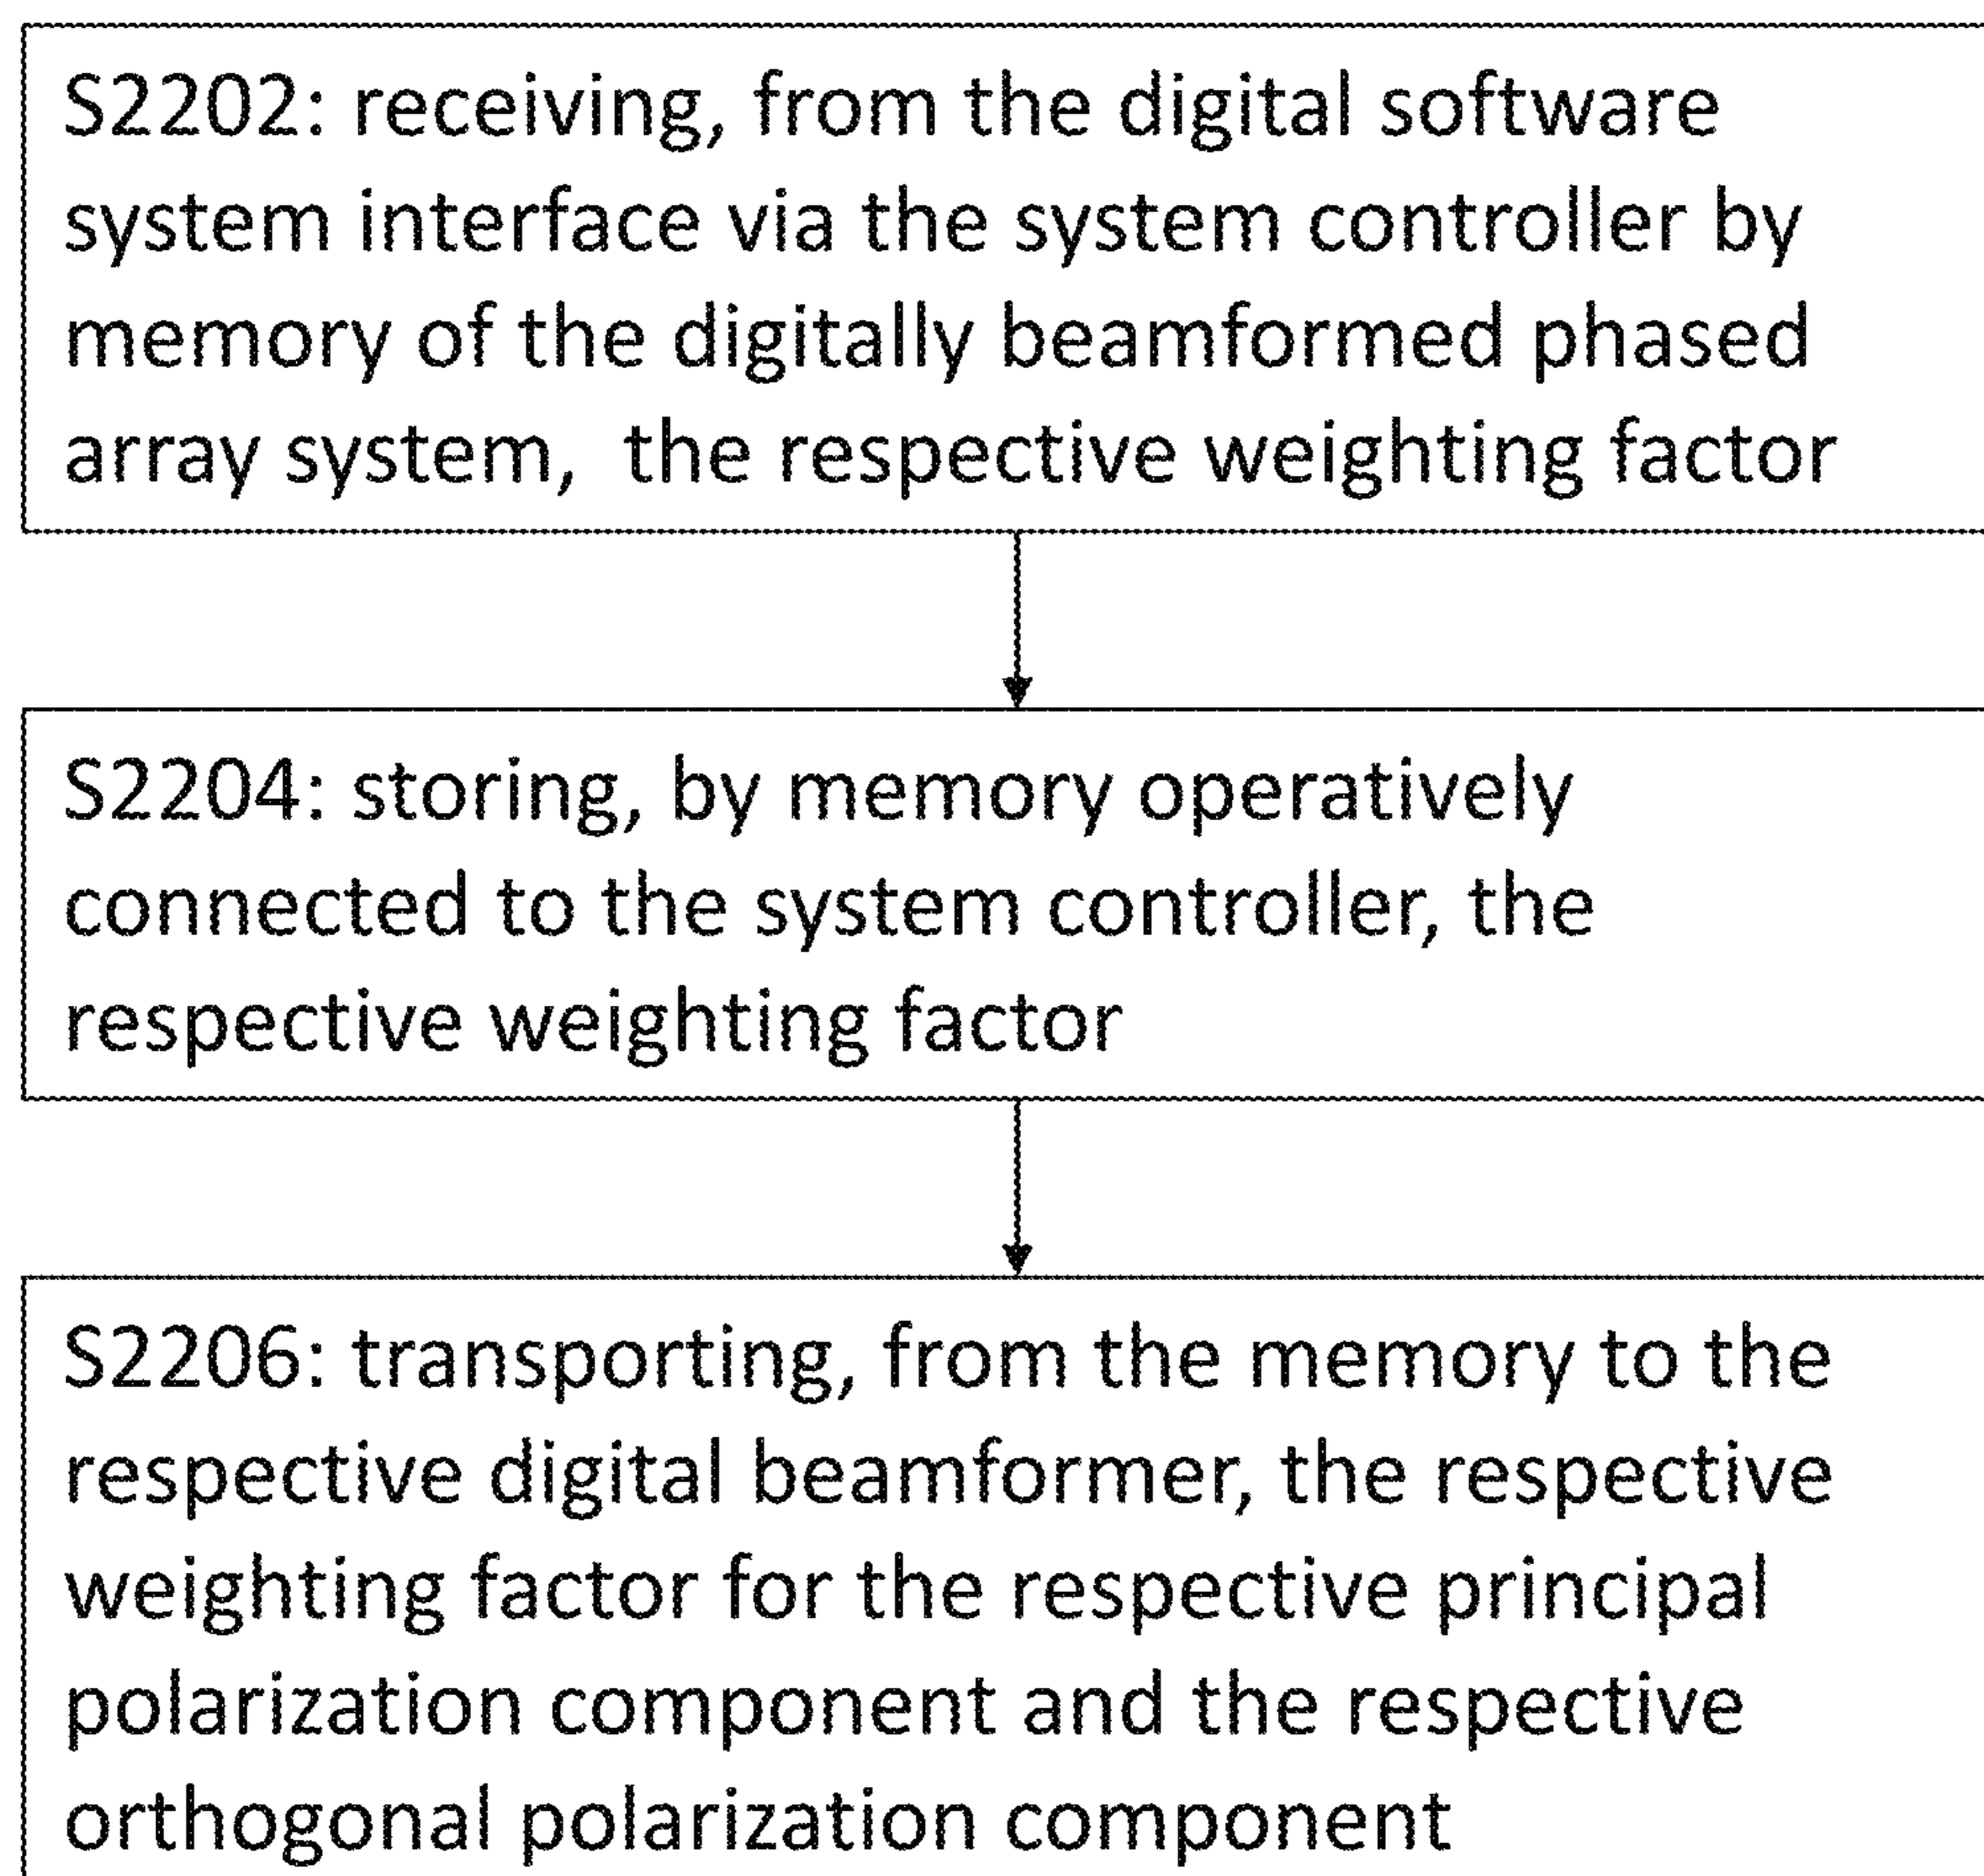 S2202: receiving, from the digital software
system interface via the system controller by
memory of the digitally beamformed phased
array system, the respective weighting factor
S2204: storing, by memory operatively
connected to the system controller, the
respective weighting factor
S2206: transporting, from the memory to the
respective digital beamformer, the respective
weighting factor for the respective principal
polarization component and the respective
orthogonal polarization component